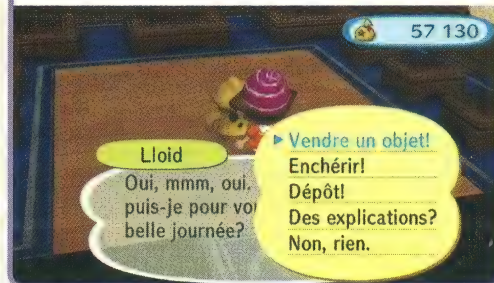 57 130
Lloid
Oui, mmm, oui.
puis-je pour
belle journée?
Vendre un objet!
Enchérir!
Dépôt!
Des explications?
Non, rien.